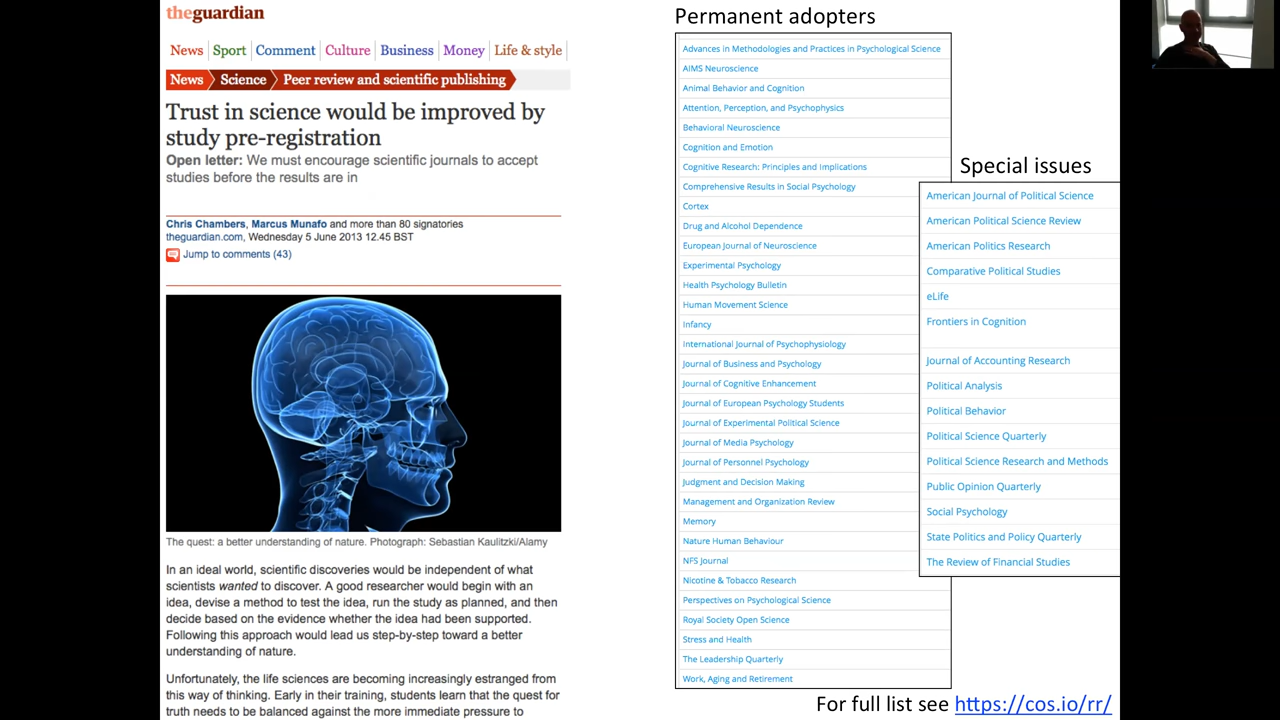 theguardian
News Sport Comment Culture Business Money Life & style
News Science Peer review and scientific publishing
Trust in science would be improved by
study pre-registration
Open letter: We must encourage scientific journals to accept
studies before the results are in
Chris Chambers, Marcus Munafo and more than 80 signatories
theguardian.com, Wednesday 5 June 2013 12.45 BST
Jump to comments (43)
The quest: a better understanding of nature. Photograph: Sebastian Kaulitzki/Alamy
In an ideal world, scientific discoveries would be independent of what
scientists wanted to discover. A good researcher would begin with an
idea, devise a method to test the idea, run the study as planned, and then
decide based on the evidence whether the idea had been supported.
Following this approach would lead us step-by-step toward a better
understanding of nature.
Unfortunately, the life sciences are becoming increasingly estranged from
this way of thinking. Early in their training, students learn that the quest for
truth needs to be balanced against the more immediate pressure to
Permanent adopters
Advances in Methodologies and Practices in Psychological Science
AIMS Neuroscience
Animal Behavior and Cognition
Attention, Perception, and Psychophysics
Behavioral Neuroscience
Cognition and Emotion
Cognitive Research: Principles and Implications
Comprehensive Results in Social Psychology
Cortex
Drug and Alcohol Dependence
European Journal of Neuroscience
Experimental Psychology
Health Psychology Bulletin
Human Movement Science
Infancy
International Journal of Psychophysiology
Journal of Business and Psychology
Journal of Cognitive Enhancement
Journal of European Psychology Students
Journal of Experimental Political Science
Journal of Media Psychology
Journal of Personnel Psychology
Judgment and Decision Making
Management and Organization Review
Memory
Nature Human Behaviour
NFS Journal
Nicotine & Tobacco Research
Perspectives on Psychological Science
Royal Society Open Science
Stress and Health
The Leadership Quarterly
Work, Aging and Retirement
Special issues
American Journal of Political Science
American Political Science Review
American Politics Research
Comparative Political Studies
eLife
Frontiers in Cognition
Journal of Accounting Research
Political Analysis
Political Behavior
Political Science Quarterly
Political Science Research and Methods
Public Opinion Quarterly
Social Psychology
State Politics and Policy Quarterly
The Review of Financial Studies
For full list see https://cos.io/rr/